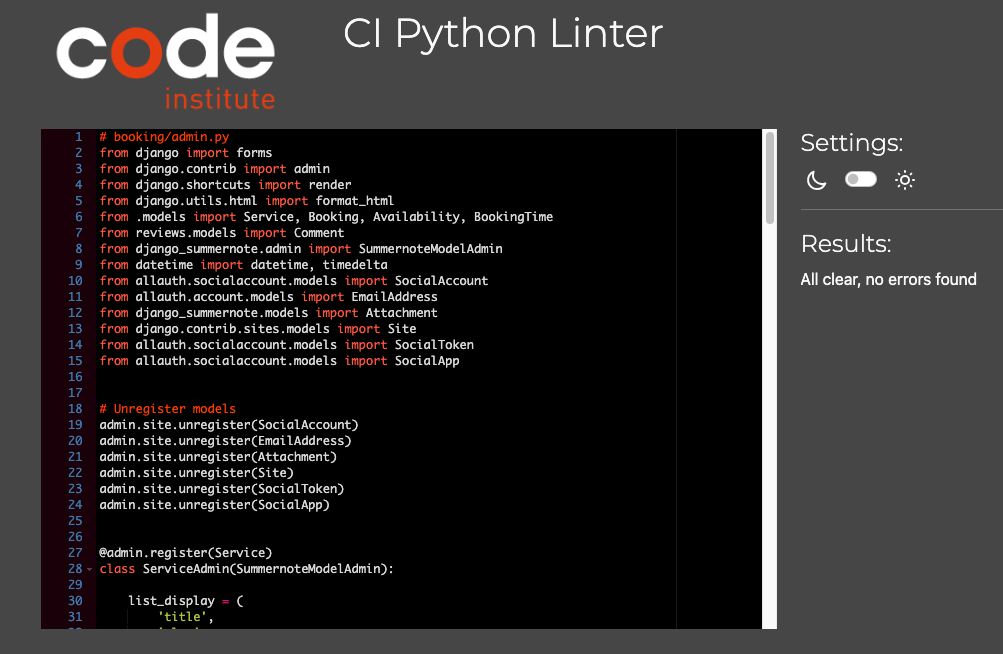 code
institute
CI Python Linter
1 # booking/admin.py
2 from django import forms
3 from django.contrib import admin
4 from django.shortcuts import render
5 from django.utils.html import format_html
6 from .models import Service, Booking, Availability, BookingTime
7 from reviews.models import Comment
8 from django_summernote.admin import SummernoteModelAdmin
9 from datetime import datetime, timedelta
10 from allauth.socialaccount.models import SocialAccount
11 from allauth.account.models import EmailAddress
12 from django_summernote.models import Attachment
13 from django.contrib.sites.models import Site
14 from allauth.socialaccount.models import SocialToken
15 from allauth.socialaccount.models import SocialApp
16
17
18 # Unregister models
19 admin.site.unregister(SocialAccount)
20 admin.site.unregister(EmailAddress)
21 admin.site.unregister(Attachment)
22 admin.site.unregister(Site)
23 admin.site.unregister(SocialToken)
24 admin.site.unregister(SocialApp)
25
26
27 @admin.register(Service)
28 class ServiceAdmin(SummernoteModelAdmin):
29
30 list_display = (
31 'title',
Settings:
Results:
All clear, no errors found